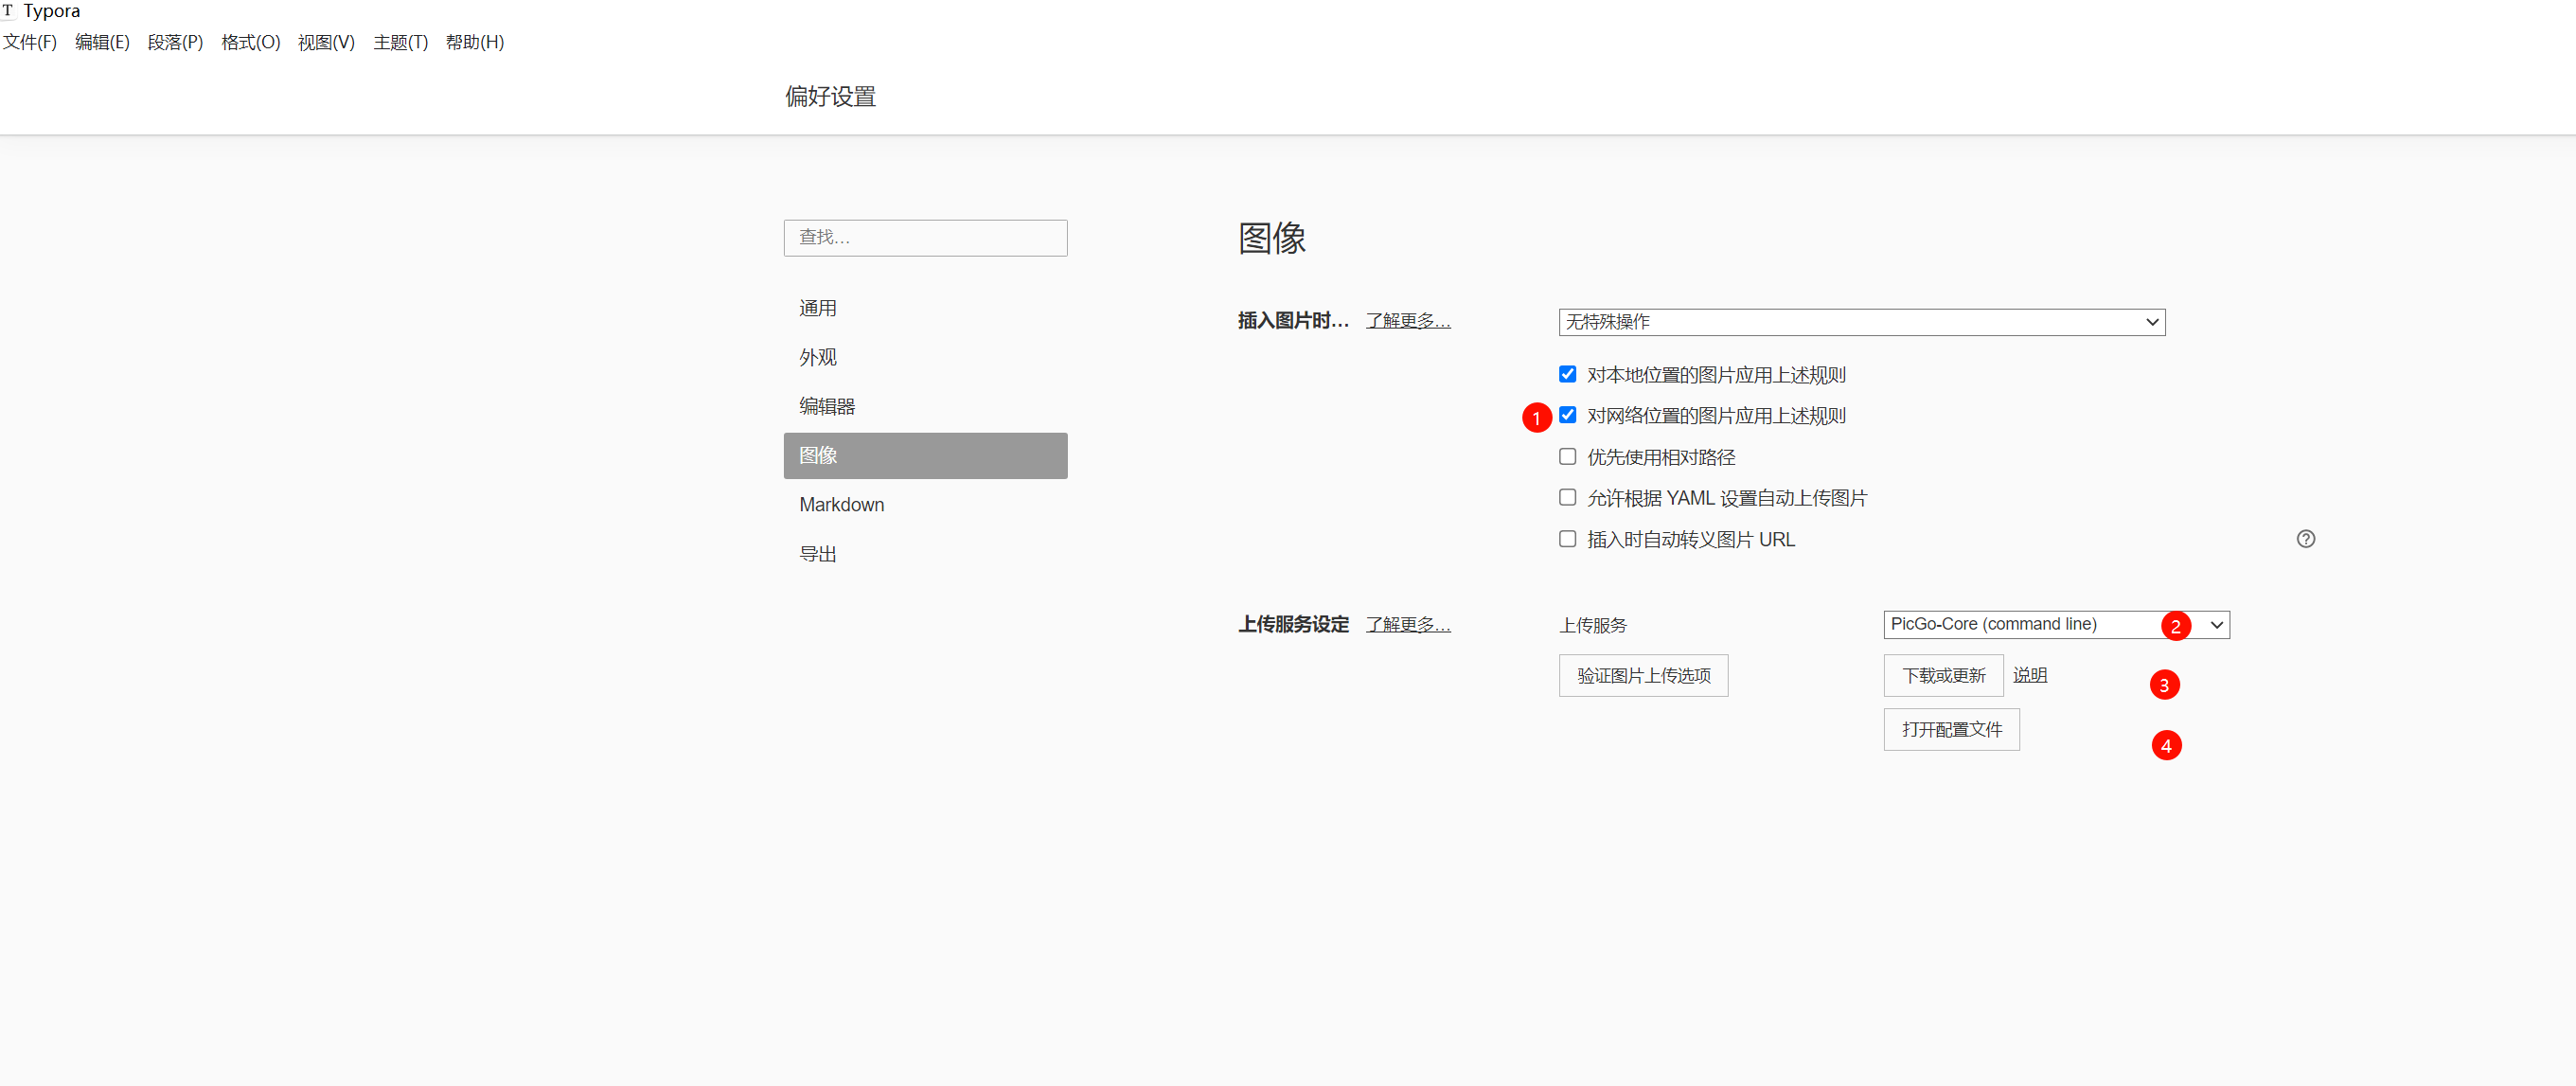 T Typora
文件(F) 编辑(E) 段落(P) 格式(O) 视图(V) 主题(T) 帮助(H)
偏好设置
查找...
通用
外观
编辑器
图像
Markdown
导出
图像
插入图片时... 了解更多... 无特殊操作
对本地位置的图片应用上述规则
1 对网络位置的图片应用上述规则
优先使用相对路径
允许根据 YAML 设置自动上传图片
插入时自动转义图片 URL ?
上传服务设定 了解更多... 上传服务 PicGo-Core (command line) 2
验证图片上传选项 下载或更新 说明 3
打开配置文件 4